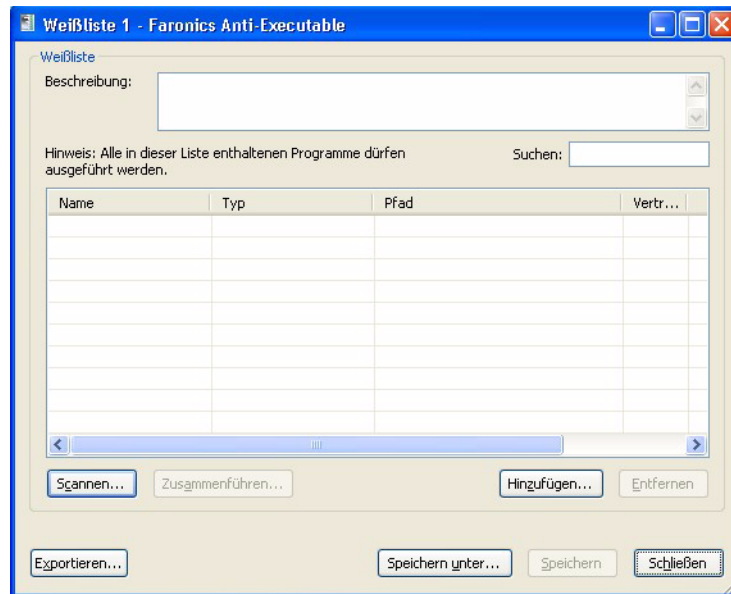 Weißliste 1 - Faronics Anti-Executable
Weißliste
Beschreibung:
Hinweis: Alle in dieser Liste enthaltenen Programme dürfen
ausgeführt werden.
Suchen:
Name Typ Pfad Vertr...
Scannen... Zusammenführen... Hinzufügen... Entfernen
Exportieren... Speichern unter... Speichern Schließen